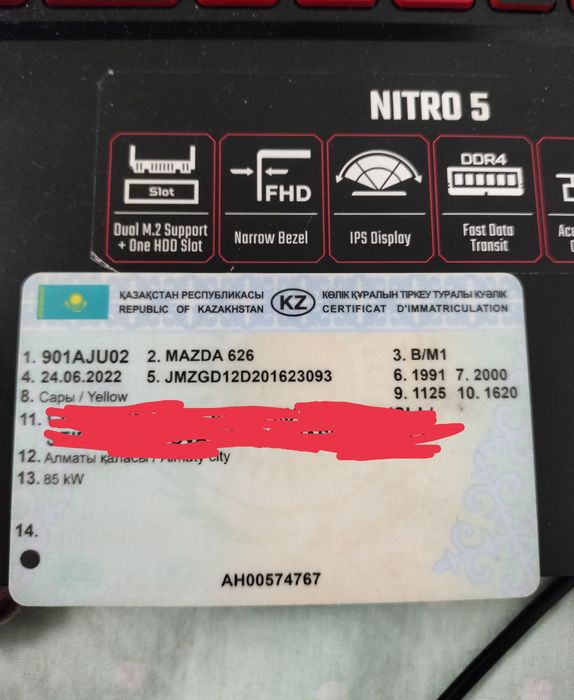 NITRO 5
Slot
Dual M.2 Support
+ One HDD Slot
FHD
Narrow Bezel
IPS Display
DDR4
Fast Data
Transit
ҚАЗАҚСТАН РЕСПУБЛИКАСЫ
REPUBLIC OF KAZAKHSTAN
KZ
КӨЛІК ҚҰРАЛЫН ТІРКЕУ ТУРАЛЫ КУӘЛІК
CERTIFICAT D'IMMATRICULATION
1. 901AJU02 2. MAZDA 626 3. B/M1
4. 24.06.2022 5. JMZGD12D201623093 6. 1991 7. 2000
8. Сары / Yellow 9. 1125 10. 1620
11.
12. Алматы қаласы / Almaty city
13. 85 kW
14.
AH00574767